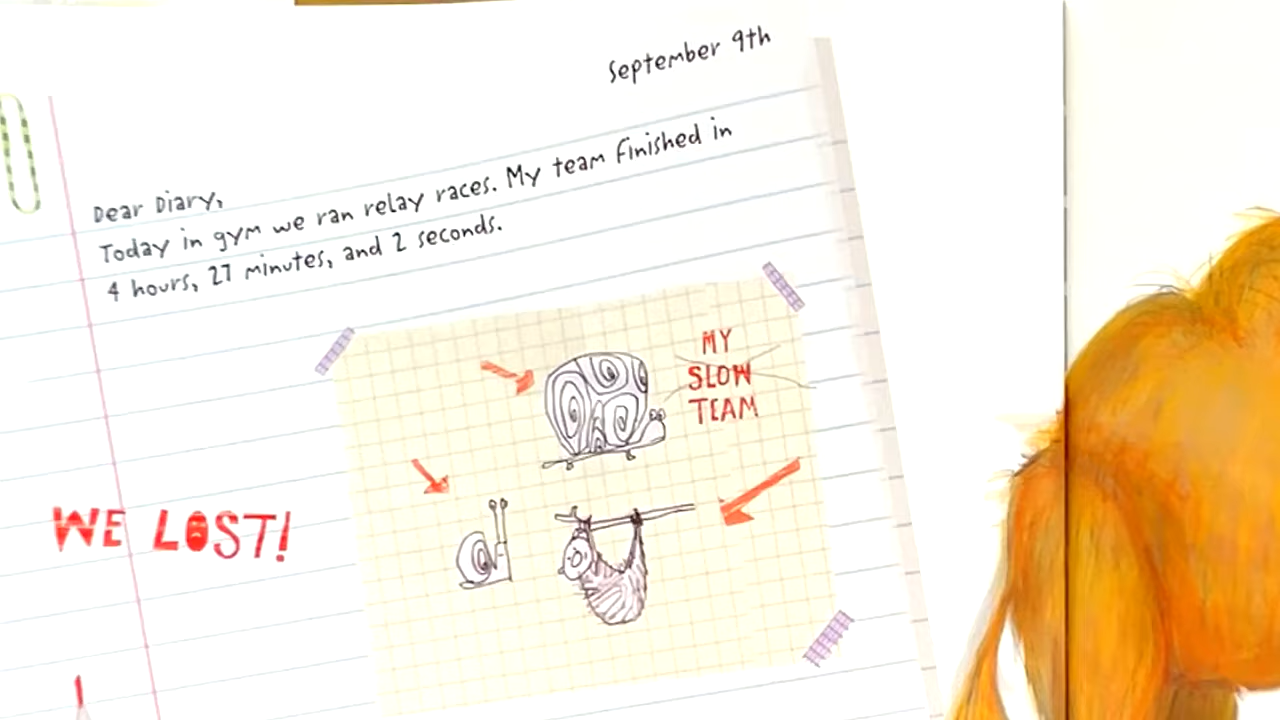 September 9th
Dear Diary,
Today in gym we ran relay races. My team finished in
4 hours, 27 minutes, and 2 seconds.
MY
SLOW
TEAM
WE LOST!